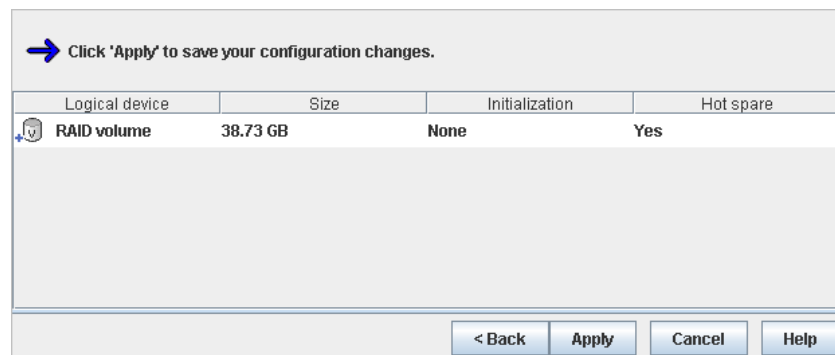 Click 'Apply' to save your configuration changes.
Logical device Size Initialization Hot spare
V RAID volume 38.73 GB None Yes
< Back Apply Cancel Help